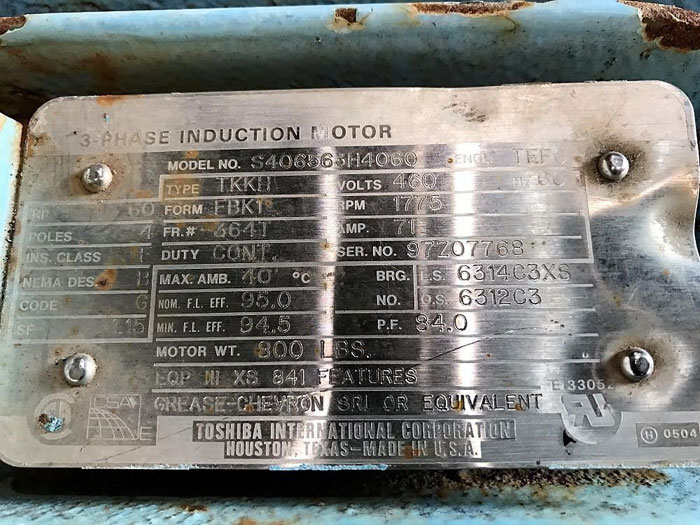 3-PHASE INDUCTION MOTOR
MODEL NO. ENCL. TEFC
TYPE TKKH VOLTS 460 HZ 60
HP 60 FORM FBK1 RPM 1775
POLES 4 FR.# 364T AMP. 71
INS. CLASS F DUTY CONT. SER. NO. 97Z07768
NEMA DES. B MAX. AMB. 40 °C BRG. L.S. 6314C3XS
CODE G NOM. F.L. EFF 95.0 NO. O.S. 6312C3
SF 1.15 MIN. F.L. EFF 94.5 P.F. 84.0
MOTOR WT. 800 LBS.
EQP III XS 841 FEATURES
GREASE-CHEVRON SRI OR EQUIVALENT
TOSHIBA INTERNATIONAL CORPORATION
HOUSTON, TEXAS-MADE IN U.S.A.
CSA
E
0504